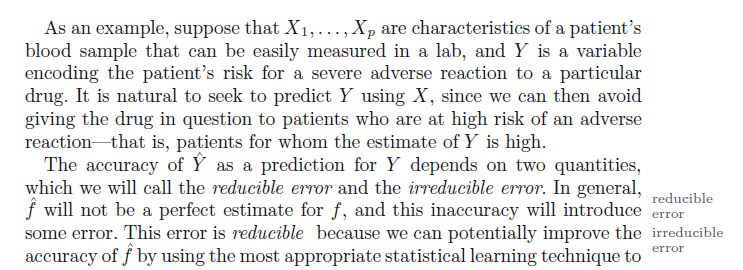 As an example, suppose that X₁, . . . , Xₚ are characteristics of a patient's
blood sample that can be easily measured in a lab, and Y is a variable
encoding the patient's risk for a severe adverse reaction to a particular
drug. It is natural to seek to predict Y using X, since we can then avoid
giving the drug in question to patients who are at high risk of an adverse
reaction—that is, patients for whom the estimate of Y is high.
The accuracy of Ŷ as a prediction for Y depends on two quantities,
which we will call the reducible error and the irreducible error. In general,
f̂ will not be a perfect estimate for f, and this inaccuracy will introduce
some error. This error is reducible because we can potentially improve the
accuracy of f̂ by using the most appropriate statistical learning technique to
reducible
error
irreducible
error